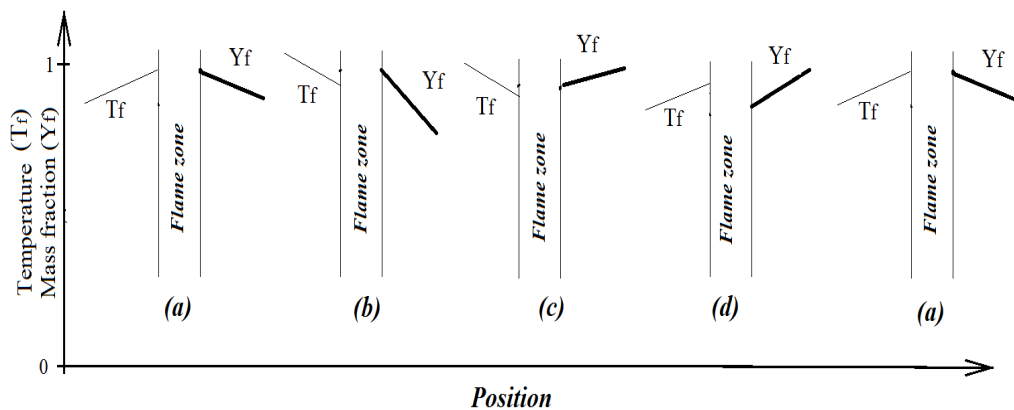 Temperature (Tf)
Mass fraction (Yf)
1
0
Tf
Flame zone
Yf
(a)
Tf
Flame zone
Yf
(b)
Tf
Flame zone
Yf
(c)
Tf
Flame zone
Yf
(d)
Tf
Flame zone
Yf
(a)
Position